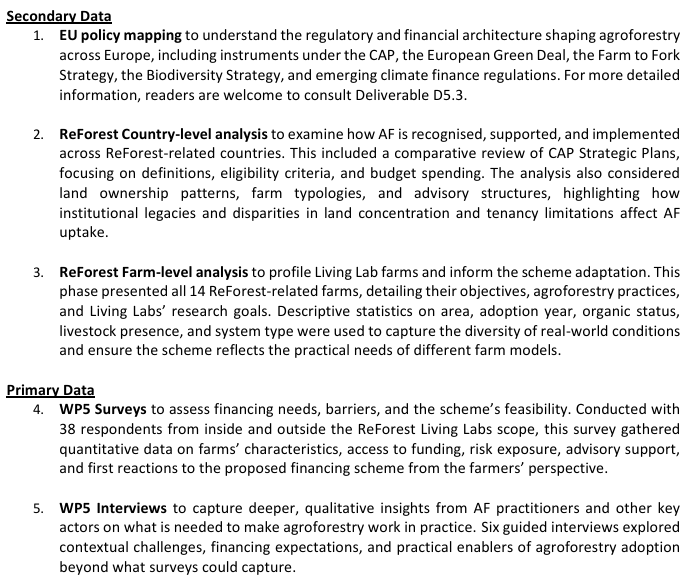 Secondary Data
1. EU policy mapping to understand the regulatory and financial architecture shaping agroforestry
across Europe, including instruments under the CAP, the European Green Deal, the Farm to Fork
Strategy, the Biodiversity Strategy, and emerging climate finance regulations. For more detailed
information, readers are welcome to consult Deliverable D5.3.
2. ReForest Country-level analysis to examine how AF is recognised, supported, and implemented
across ReForest-related countries. This included a comparative review of CAP Strategic Plans,
focusing on definitions, eligibility criteria, and budget spending. The analysis also considered
land ownership patterns, farm typologies, and advisory structures, highlighting how
institutional legacies and disparities in land concentration and tenancy limitations affect AF
uptake.
3. ReForest Farm-level analysis to profile Living Lab farms and inform the scheme adaptation. This
phase presented all 14 ReForest-related farms, detailing their objectives, agroforestry practices,
and Living Labs' research goals. Descriptive statistics on area, adoption year, organic status,
livestock presence, and system type were used to capture the diversity of real-world conditions
and ensure the scheme reflects the practical needs of different farm models.
Primary Data
4. WP5 Surveys to assess financing needs, barriers, and the scheme's feasibility. Conducted with
38 respondents from inside and outside the ReForest Living Labs scope, this survey gathered
quantitative data on farms' characteristics, access to funding, risk exposure, advisory support,
and first reactions to the proposed financing scheme from the farmers' perspective.
5. WP5 Interviews to capture deeper, qualitative insights from AF practitioners and other key
actors on what is needed to make agroforestry work in practice. Six guided interviews explored
contextual challenges, financing expectations, and practical enablers of agroforestry adoption
beyond what surveys could capture.